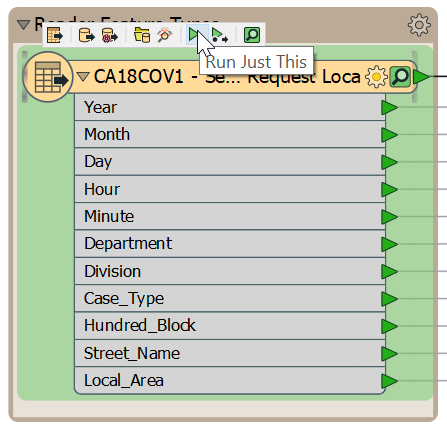 Reader Feature Types
Run Just This
CA18COV1 - Se... Request Loca
Year
Month
Day
Hour
Minute
Department
Division
Case_Type
Hundred_Block
Street_Name
Local_Area